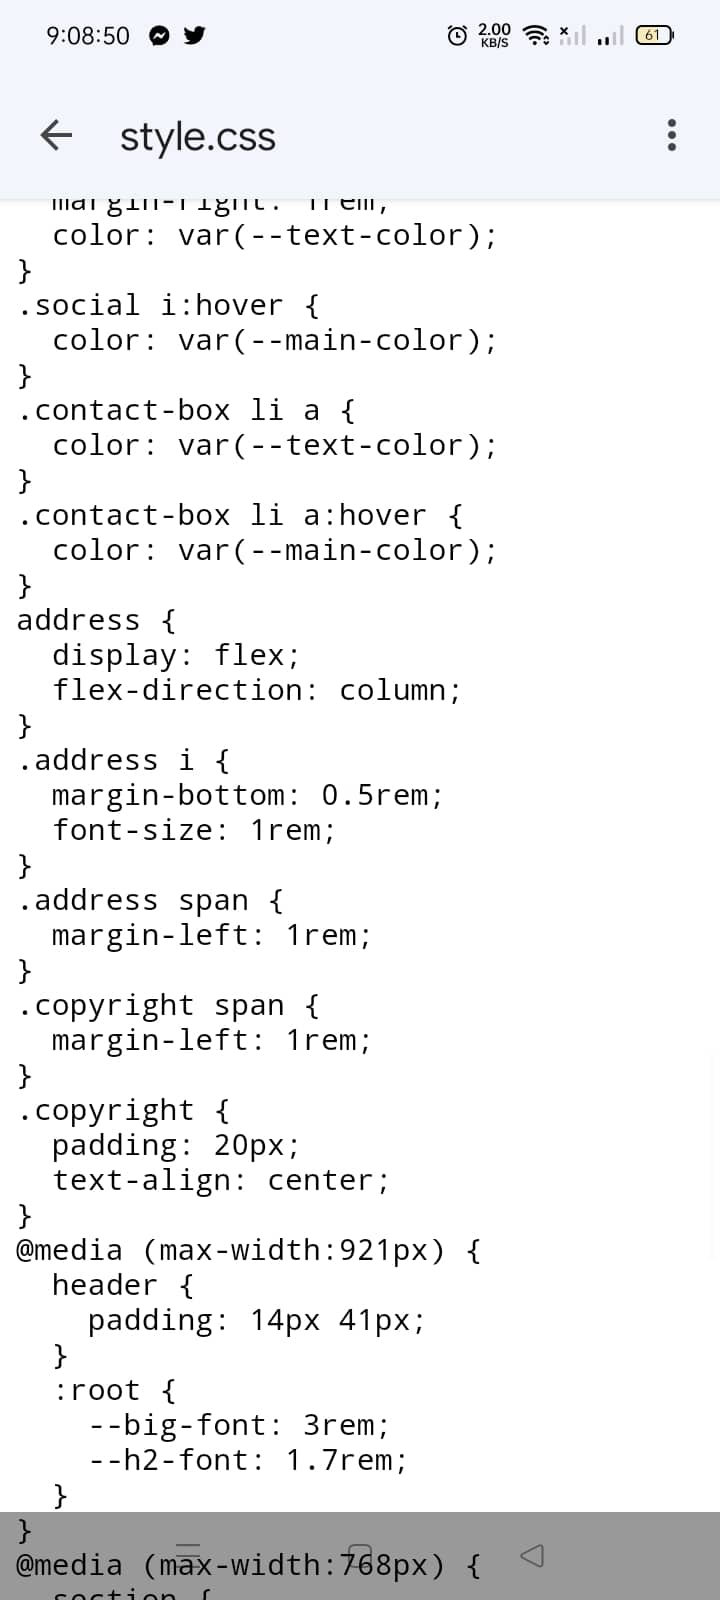 9:08:50
2.00
KB/S
61
style.css
margin-right: 1rem;
color: var(--text-color);
}
.social i:hover {
color: var(--main-color);
}
.contact-box li a {
color: var(--text-color);
}
.contact-box li a:hover {
color: var(--main-color);
}
address {
display: flex;
flex-direction: column;
}
.address i {
margin-bottom: 0.5rem;
font-size: 1rem;
}
.address span {
margin-left: 1rem;
}
.copyright span {
margin-left: 1rem;
}
.copyright {
padding: 20px;
text-align: center;
}
@media (max-width:921px) {
header {
padding: 14px 41px;
}
:root {
--big-font: 3rem;
--h2-font: 1.7rem;
}
}
@media (max-width:768px) {
section {